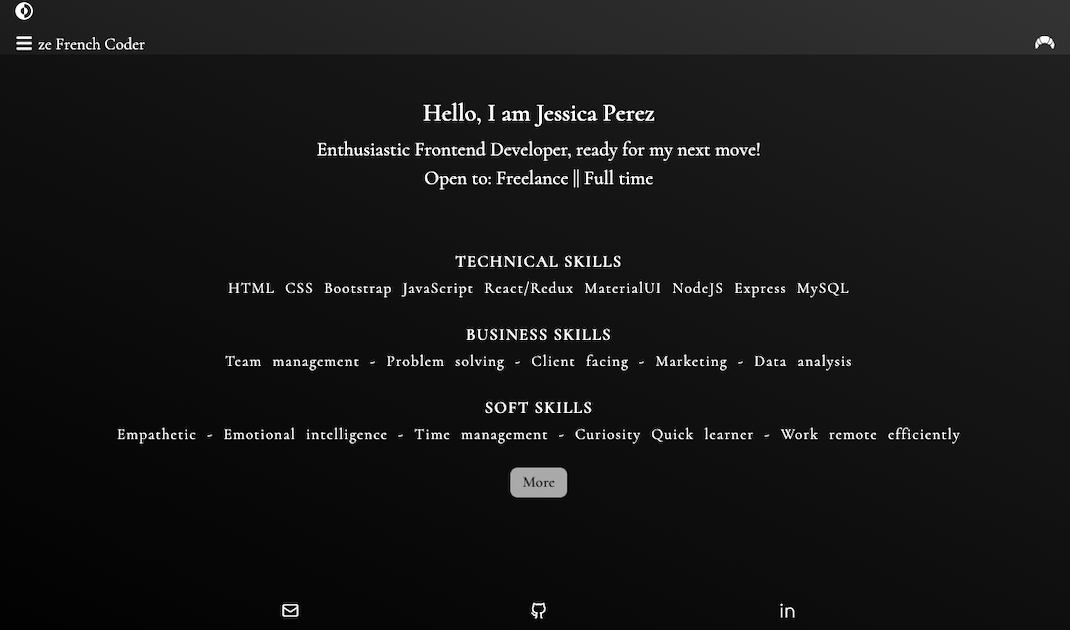 ze French Coder
Hello, I am Jessica Perez
Enthusiastic Frontend Developer, ready for my next move!
Open to: Freelance || Full time
TECHNICAL SKILLS
HTML CSS Bootstrap JavaScript React/Redux MaterialUI NodeJS Express MySQL
BUSINESS SKILLS
Team management - Problem solving - Client facing - Marketing - Data analysis
SOFT SKILLS
Empathetic - Emotional intelligence - Time management - Curiosity Quick learner - Work remote efficiently
More
in